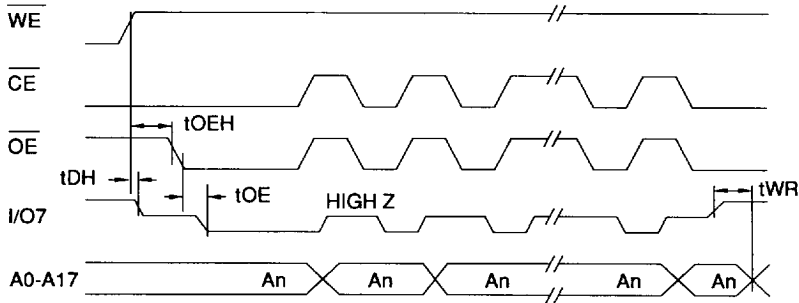 WE
CE
tOEH
OE
tDH
tOE
tWR
HIGH Z
I/O7
A0-A17 An An An An An